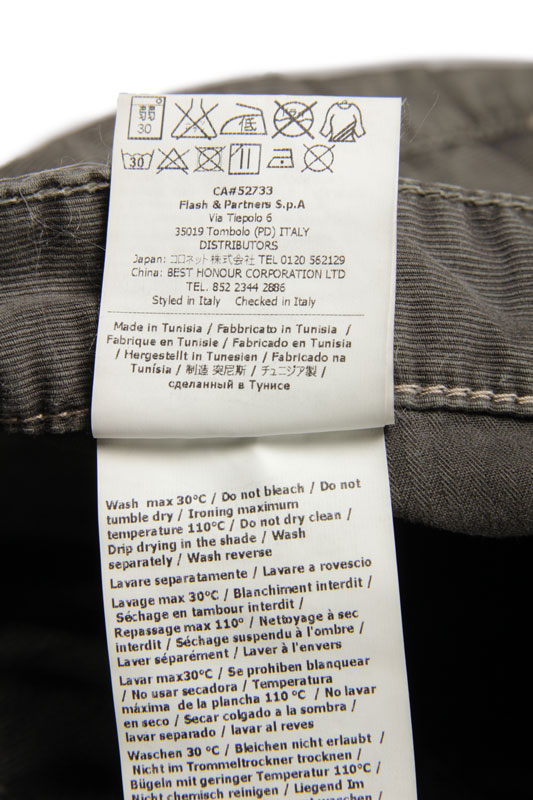 30
低
30
CA#52733
Flash & Partners S.p.A
Via Tiepolo 6
35019 Tombolo (PD) ITALY
DISTRIBUTORS
Japan: コロネット株式会社 TEL 0120 562129
China: BEST HONOUR CORPORATION LTD
TEL. 852 2344 2886
Styled in Italy Checked in Italy
Made in Tunisia / Fabbricato in Tunisia /
Fabrique en Tunisie / Fabricado en Tunisia
/ Hergestellt in Tunesien / Fabricado na
Tunísia / 制造 突尼斯 / チュニジア製 /
сделанный в Тунисе
Wash max 30°C / Do not bleach / Do not
tumble dry / Ironing maximum
temperature 110°C / Do not dry clean /
Drip drying in the shade / Wash
separately / Wash reverse
Lavare separatamente / Lavare a rovescio
Lavage max 30°C / Blanchiment interdit /
Séchage en tambour interdit /
Repassage max 110° / Nettoyage à sec
interdit / Séchage suspendu à l'ombre /
Laver séparément / Laver à l'envers
Lavar max30°C / Se prohiben blanquear
/ No usar secadora / Temperatura
máxima de la plancha 110 °C / No lavar
en seco / Secar colgado a la sombra /
lavar separado / lavar al reves
Waschen 30 °C / Bleichen nicht erlaubt /
Nicht im Trommeltrockner trocknen /
Bügeln mit geringer Temperatur 110°C /
Nicht chemisch reinigen / Liegend Im
waschen /